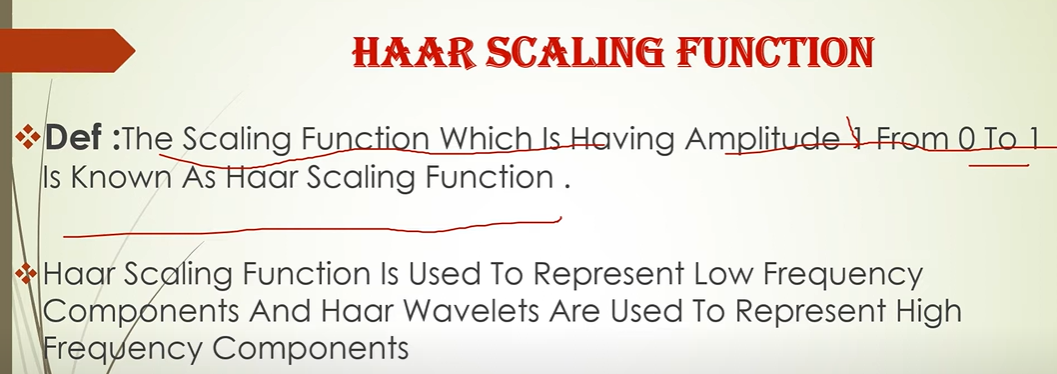 HAAR SCALING FUNCTION
❖Def :The Scaling Function Which Is Having Amplitude 1 From 0 To 1
Is Known As Haar Scaling Function .
❖Haar Scaling Function Is Used To Represent Low Frequency
Components And Haar Wavelets Are Used To Represent High
Frequency Components